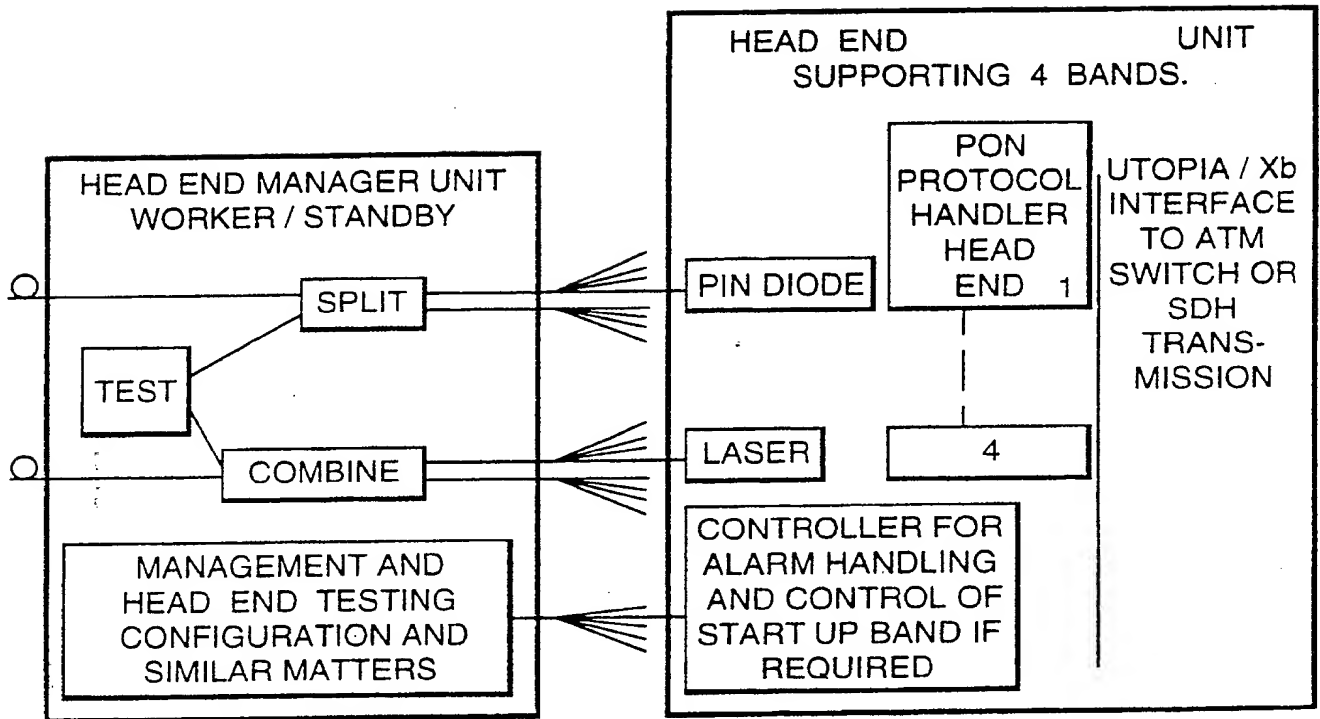 HEAD END MANAGER UNIT
WORKER / STANDBY
SPLIT
TEST
COMBINE
MANAGEMENT AND
HEAD END TESTING
CONFIGURATION AND
SIMILAR MATTERS
HEAD END UNIT
SUPPORTING 4 BANDS.
PIN DIODE
LASER
PON
PROTOCOL
HANDLER
HEAD
END 1
4
CONTROLLER FOR
ALARM HANDLING
AND CONTROL OF
START UP BAND IF
REQUIRED
UTOPIA / Xb
INTERFACE
TO ATM
SWITCH OR
SDH
TRANS-
MISSION